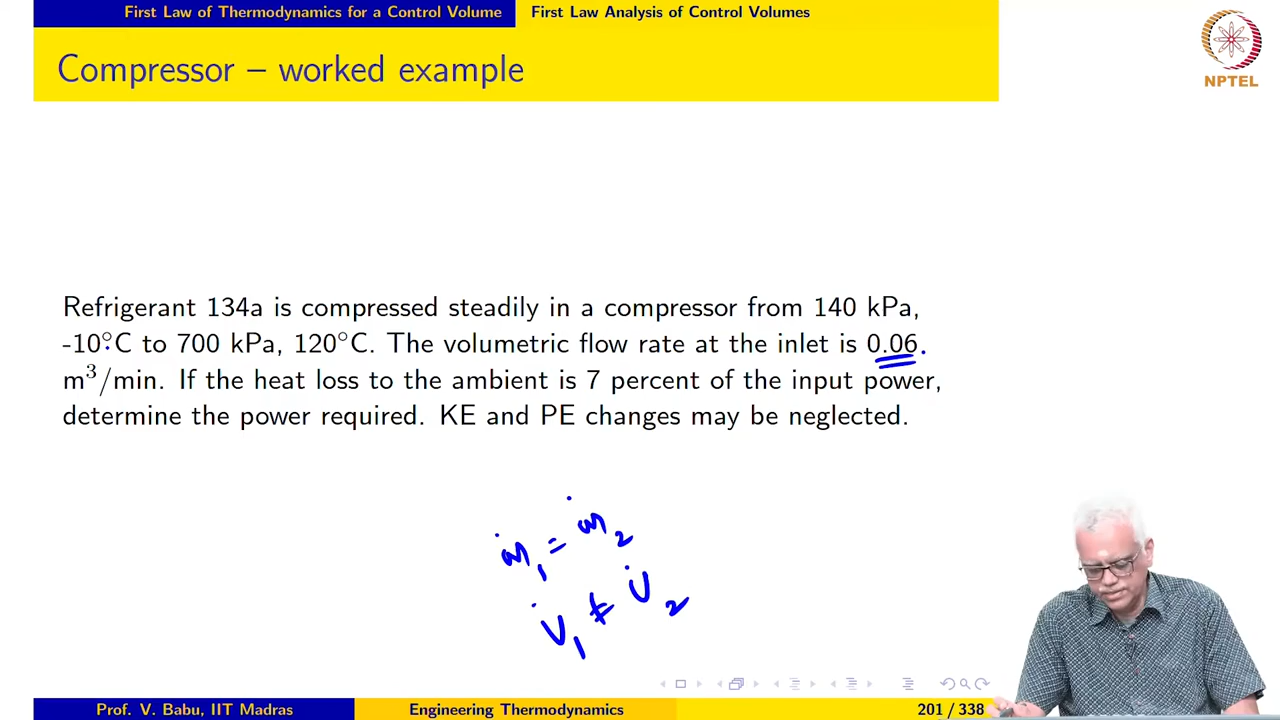 First Law of Thermodynamics for a Control Volume First Law Analysis of Control Volumes
Compressor – worked example
NPTEL
Refrigerant 134a is compressed steadily in a compressor from 140 kPa,
-10°C to 700 kPa, 120°C. The volumetric flow rate at the inlet is 0.06
m³/min. If the heat loss to the ambient is 7 percent of the input power,
determine the power required. KE and PE changes may be neglected.
ṁ₁ = ṁ₂
V̇₁ ≠ V̇₂
Prof. V. Babu, IIT Madras Engineering Thermodynamics 201 / 338